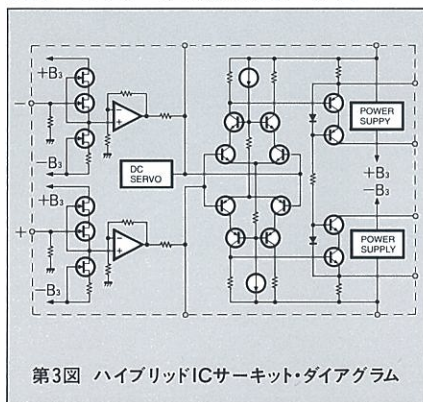 +B3
−
−B3
DC
SERVO
+B3
+
−B3
POWER
SUPPY
+B3
−B3
POWER
SUPPLY
第3図 ハイブリッドICサーキット・ダイアグラム